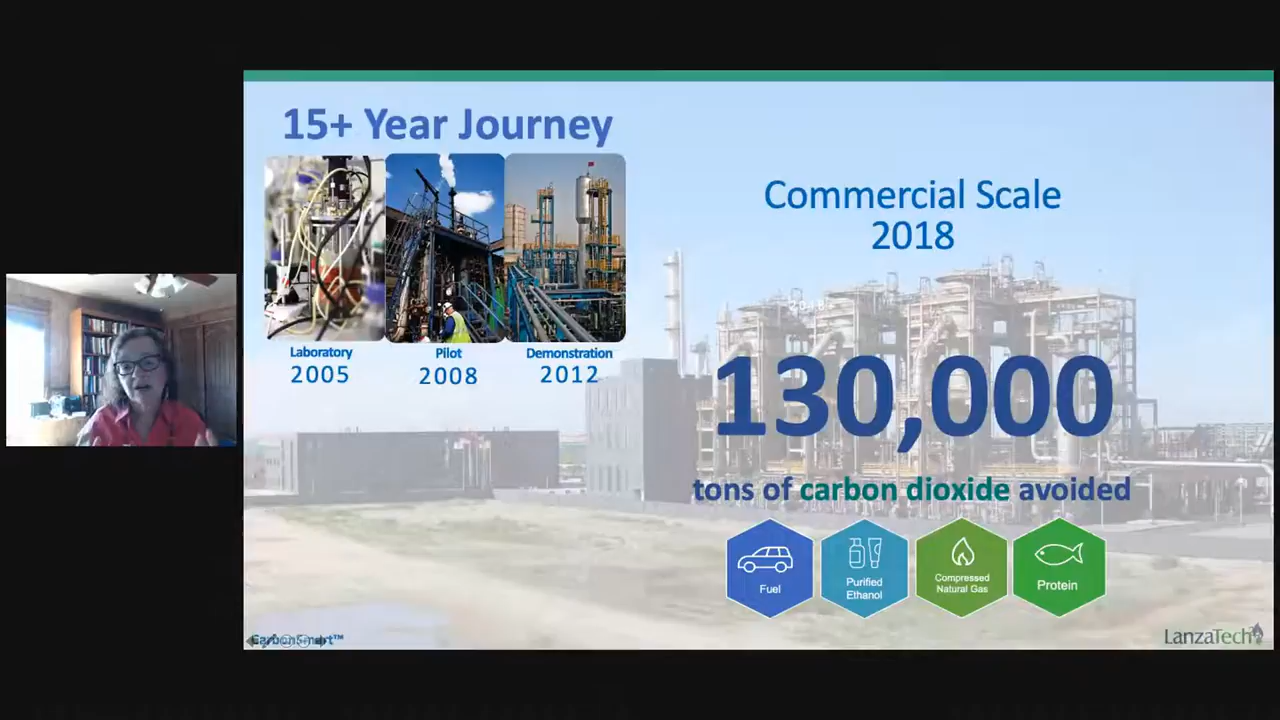 15+ Year Journey
Laboratory
2005
Pilot
2008
Demonstration
2012
Commercial Scale
2018
130,000
tons of carbon dioxide avoided
Fuel
Purified
Ethanol
Compressed
Natural Gas
Protein
CarbonSmart™
LanzaTech